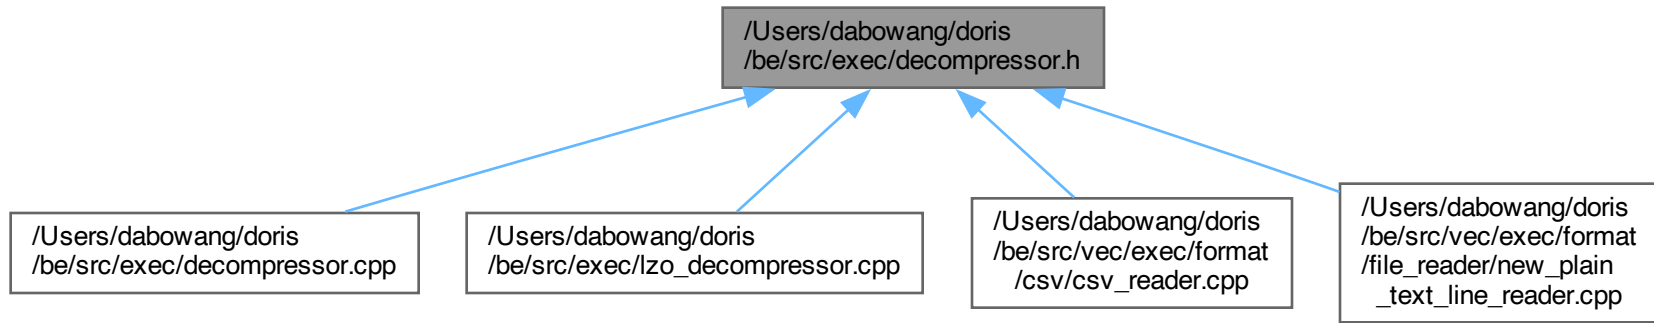 /Users/dabowang/doris
/be/src/exec/decompressor.h
/Users/dabowang/doris
/be/src/exec/decompressor.cpp
/Users/dabowang/doris
/be/src/exec/lzo_decompressor.cpp
/Users/dabowang/doris
/be/src/vec/exec/format
/csv/csv_reader.cpp
/Users/dabowang/doris
/be/src/vec/exec/format
/file_reader/new_plain
_text_line_reader.cpp